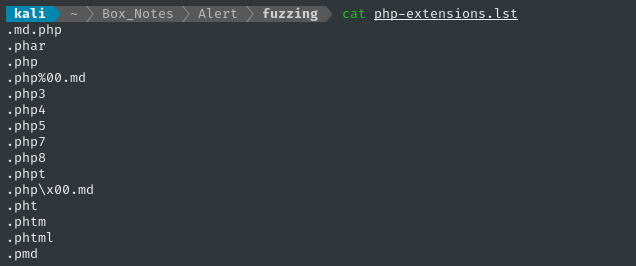 kali ~ Box_Notes Alert fuzzing cat php-extensions.lst
.md.php
.phar
.php
.php%00.md
.php3
.php4
.php5
.php7
.php8
.phpt
.php\x00.md
.pht
.phtm
.phtml
.pmd